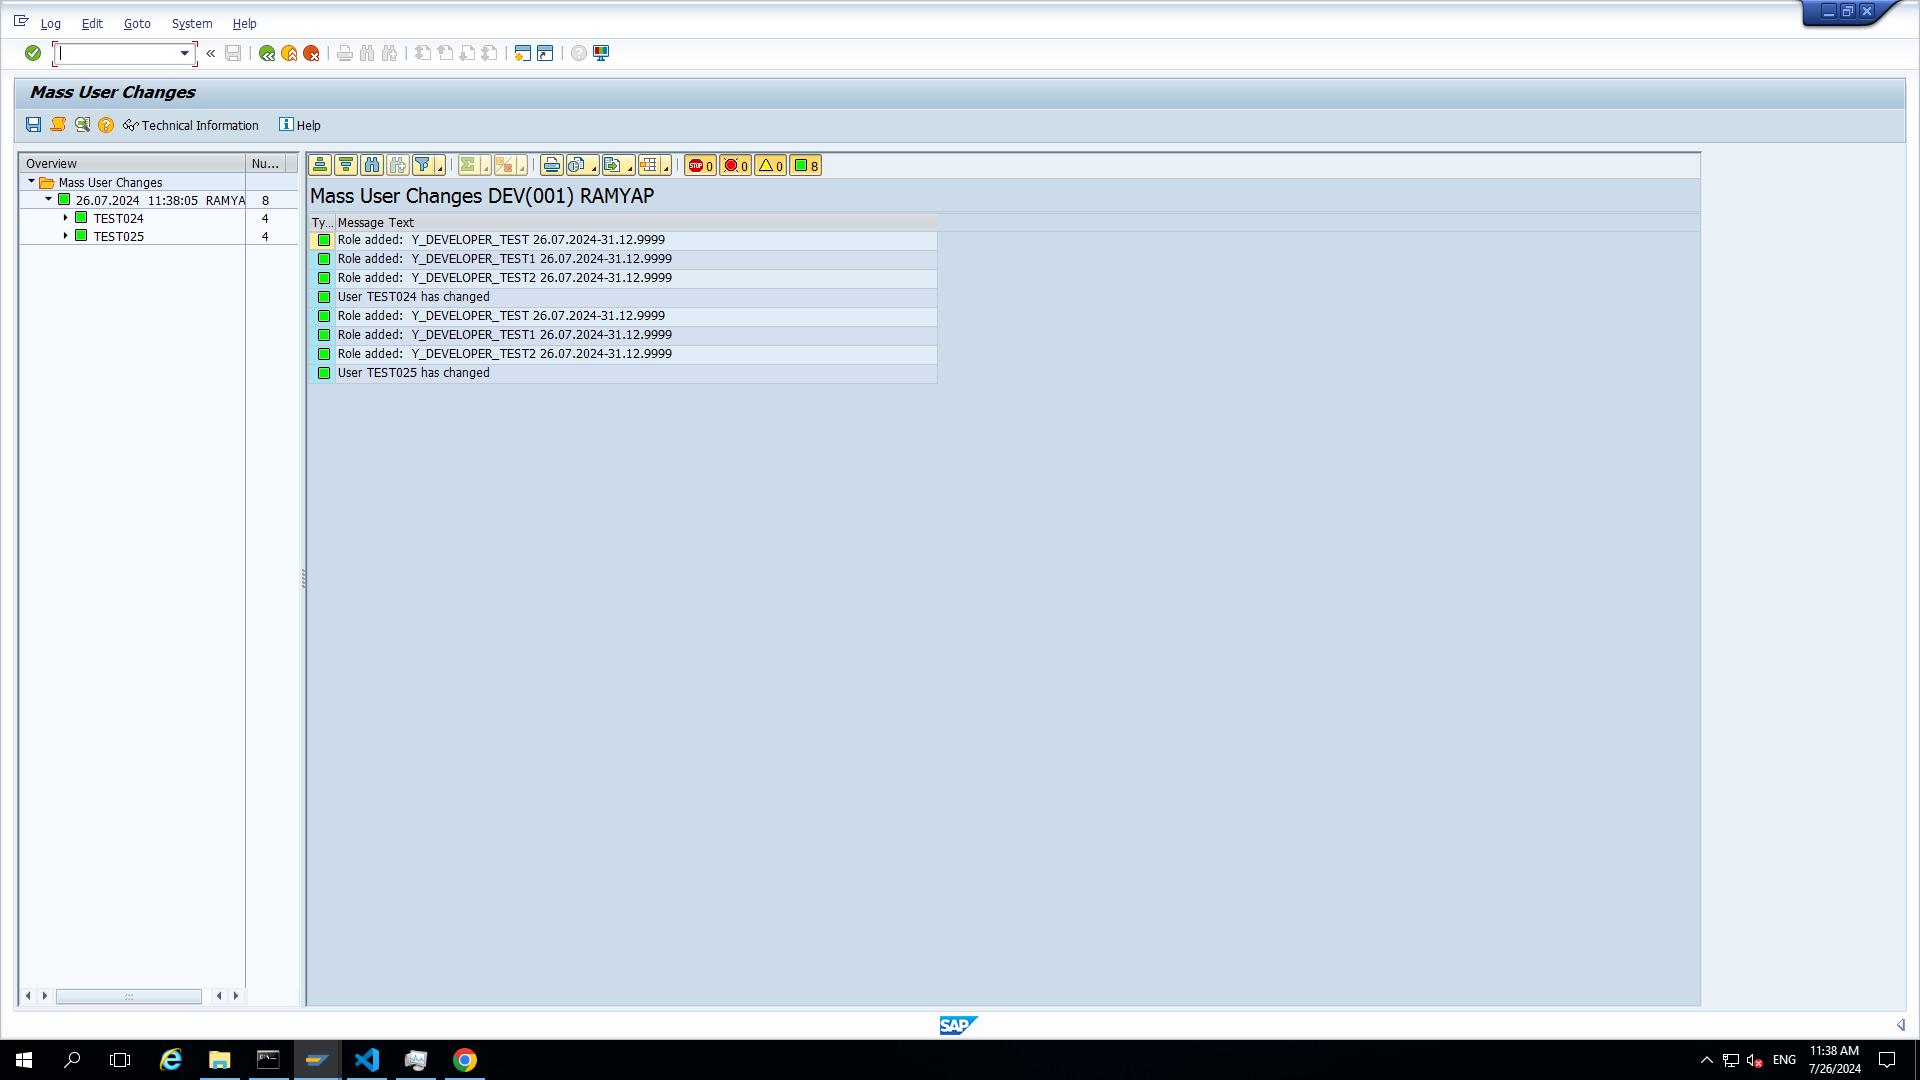 Log Edit Goto System Help
Mass User Changes
Technical Information Help
Overview Nu...
Mass User Changes
26.07.2024 11:38:05 RAMYA 8
TEST024 4
TEST025 4
STOP 0 0 0 8
Mass User Changes DEV(001) RAMYAP
Ty... Message Text
Role added: Y_DEVELOPER_TEST 26.07.2024-31.12.9999
Role added: Y_DEVELOPER_TEST1 26.07.2024-31.12.9999
Role added: Y_DEVELOPER_TEST2 26.07.2024-31.12.9999
User TEST024 has changed
Role added: Y_DEVELOPER_TEST 26.07.2024-31.12.9999
Role added: Y_DEVELOPER_TEST1 26.07.2024-31.12.9999
Role added: Y_DEVELOPER_TEST2 26.07.2024-31.12.9999
User TEST025 has changed
SAP
ENG
11:38 AM
7/26/2024